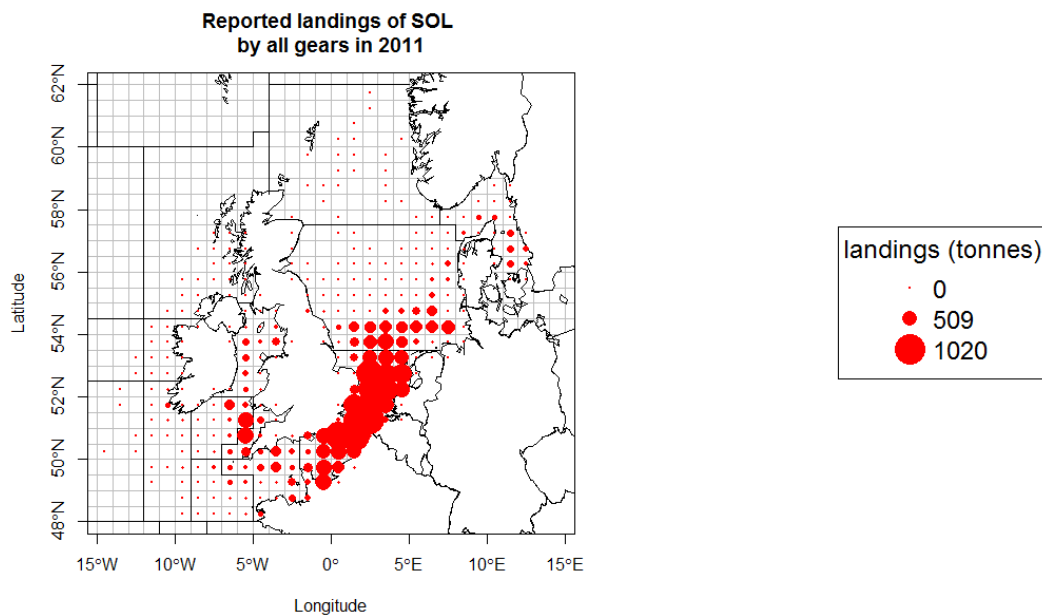 Reported landings of SOL
by all gears in 2011
62°N
60°N
58°N
56°N
54°N
52°N
50°N
48°N
Latitude
15°W
10°W
5°W
0°
5°E
10°E
15°E
Longitude
landings (tonnes)
0
509
1020